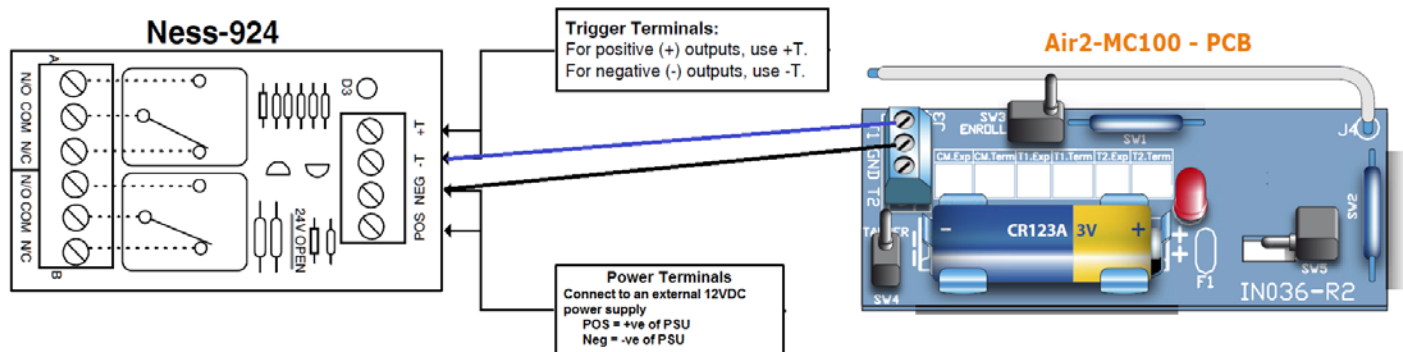 Ness-924
A
N/O COM N/C
N/O COM N/C
B
D3
24V OPEN
+T
-T
NEG
POS
Trigger Terminals:
For positive (+) outputs, use +T.
For negative (-) outputs, use -T.
Power Terminals
Connect to an external 12VDC
power supply
POS = +ve of PSU
Neg = -ve of PSU
Air2-MC100 - PCB
J3
T1 GND T2
SW3
ENROLL
SW1
J4
CM.Exp CM.Term T1.Exp T1.Term T2.Exp T2.Term
SW2
- CR123A 3V +
+
+
SW4
F1
SW5
IN036-R2